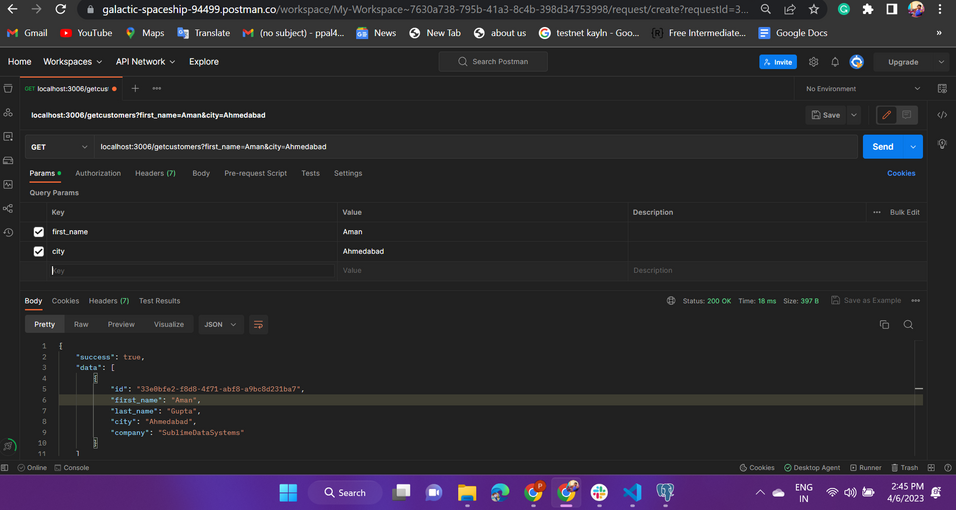 galactic-spaceship-94499.postman.co/workspace/My-Workspace~7630a738-795b-41a3-8c4b-398d34753998/request/create?requestId=3...
Gmail YouTube Maps Translate (no subject) - ppal4... News New Tab about us testnet kayln - Goo... Free Intermediate... Google Docs »
Home Workspaces API Network Explore Search Postman Invite Upgrade
GET localhost:3006/getcus No Environment
localhost:3006/getcustomers?first_name=Aman&city=Ahmedabad Save
GET localhost:3006/getcustomers?first_name=Aman&city=Ahmedabad Send
Params Authorization Headers (7) Body Pre-request Script Tests Settings Cookies
Query Params
Key Value Description Bulk Edit
first_name Aman
city Ahmedabad
Key Value Description
Body Cookies Headers (7) Test Results Status: 200 OK Time: 18 ms Size: 397 B Save as Example
Pretty Raw Preview Visualize JSON
1 {
2 "success": true,
3 "data": [
4 {
5 "id": "33e0bfe2-f8d8-4f71-abf8-a9bc8d231ba7",
6 "first_name": "Aman",
7 "last_name": "Gupta",
8 "city": "Ahmedabad",
9 "company": "SublimeDataSystems"
10 }
11 ]
Online Console Cookies Desktop Agent Runner Trash
Search ENG IN 2:45 PM 4/6/2023